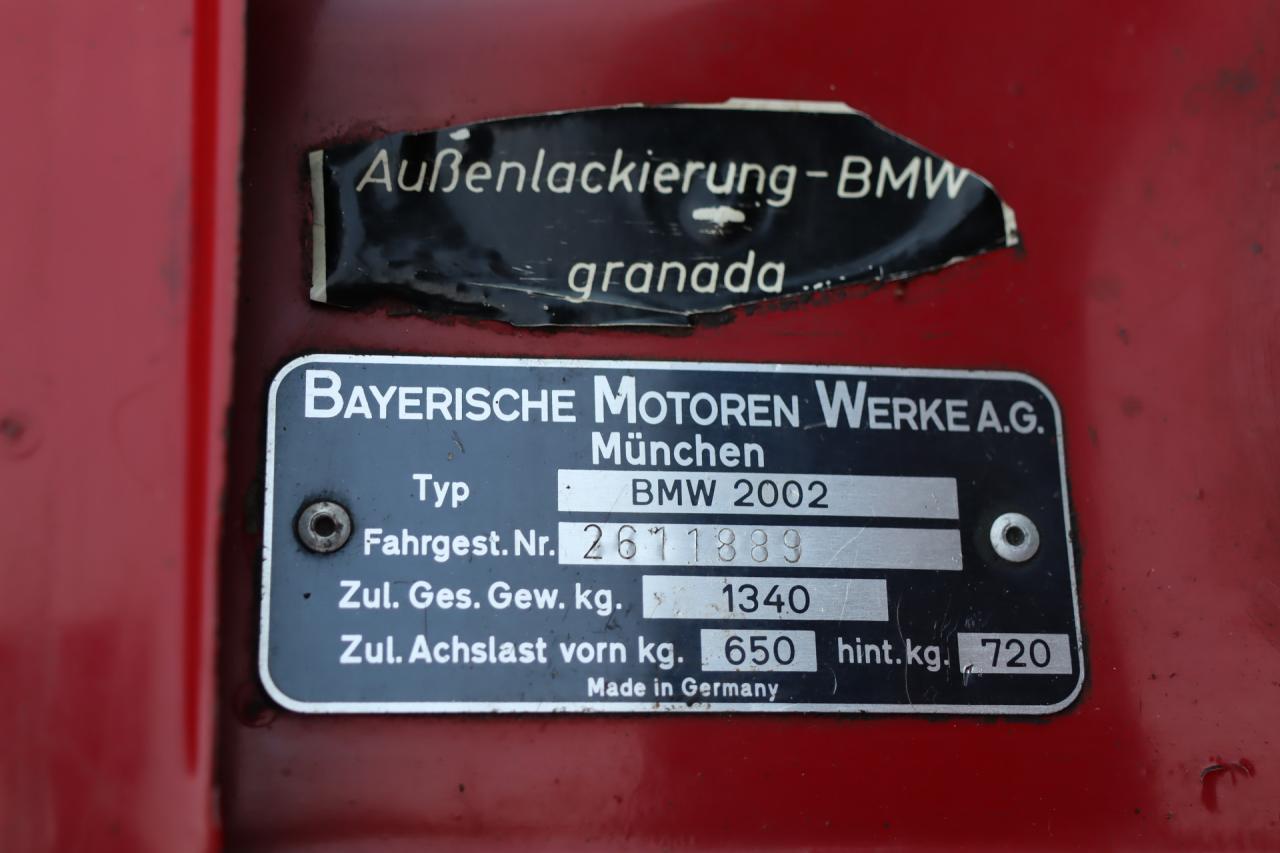 Außenlackierung-BMW
granada
BAYERISCHE MOTOREN WERKE A.G.
München
Typ BMW 2002
Fahrgest. Nr. 2671889
Zul. Ges. Gew. kg. 1340
Zul. Achslast vorn kg. 650 hint. kg. 720
Made in Germany